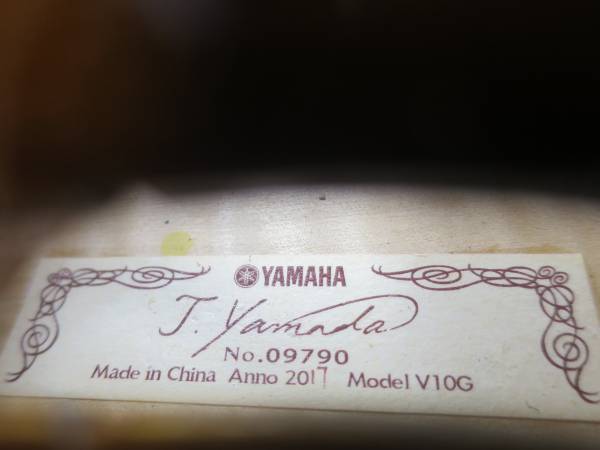 YAMAHA
T. Yamada
No.09790
Made in China Anno 2017 Model V10G